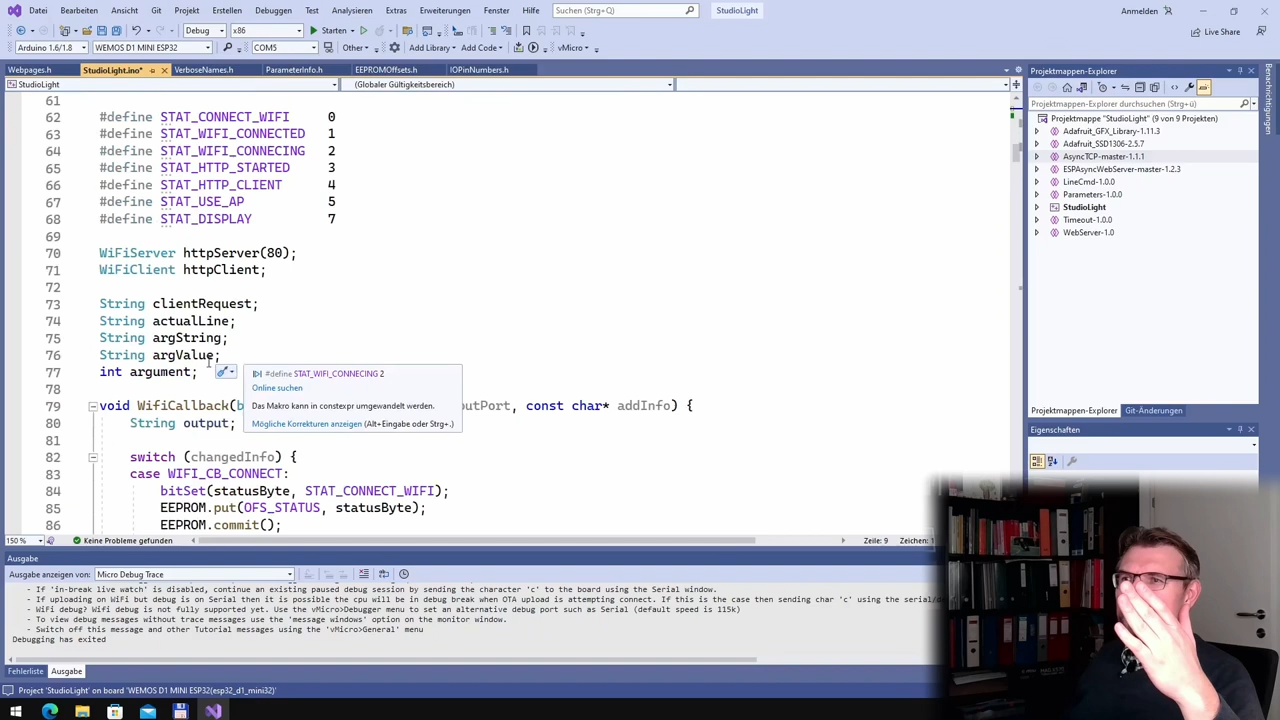 Datei Bearbeiten Ansicht Git Projekt Erstellen Debuggen Test Analysieren Extras Erweiterungen Fenster Hilfe Suchen (Strg+Q) StudioLight Anmelden
Debug x86 Starten Live Share
Arduino 1.6/1.8 WEMOS D1 MINI ESP32 COM5 Other Add Library Add Code vMicro
Webpages.h StudioLight.ino* VerboseNames.h ParameterInfo.h EEPROMOffsets.h IOPinNumbers.h
StudioLight (Globaler Gültigkeitsbereich)
61
62 #define STAT_CONNECT_WIFI 0
63 #define STAT_WIFI_CONNECTED 1
64 #define STAT_WIFI_CONNECING 2
65 #define STAT_HTTP_STARTED 3
66 #define STAT_HTTP_CLIENT 4
67 #define STAT_USE_AP 5
68 #define STAT_DISPLAY 7
69
70 WiFiServer httpServer(80);
71 WiFiClient httpClient;
72
73 String clientRequest;
74 String actualLine;
75 String argString;
76 String argValue;
77 int argument;
78
#define STAT_WIFI_CONNECING 2
Online suchen
Das Makro kann in constexpr umgewandelt werden.
Mögliche Korrekturen anzeigen (Alt+Eingabe oder Strg+.)
79 void WifiCallback(b utPort, const char* addInfo) {
80 String output;
81
82 switch (changedInfo) {
83 case WIFI_CB_CONNECT:
84 bitSet(statusByte, STAT_CONNECT_WIFI);
85 EEPROM.put(OFS_STATUS, statusByte);
86 EEPROM.commit();
150 % Keine Probleme gefunden Zeile: 9 Zeichen: 1
Ausgabe
Ausgabe anzeigen von: Micro Debug Trace
- If 'in-break live watch' is disabled, continue an existing paused debug session by sending the character 'c' to the board using the Serial window.
- If uploading on WiFi but debug is on Serial then it is possible the cpu will be in debug break when OTA upload is attempting connect. If this is the case then sending char 'c' using the serial/de
- WiFi debug? Wifi debug is not fully supported yet. Use the vMicro>Debugger menu to set an alternative debug port such as Serial (default speed is 115k)
- To view debug messages without trace messages use the 'message windows' option on the monitor window.
- Switch off this message and other Tutorial messages using the 'vMicro>General' menu
Debugging has exited
Fehlerliste Ausgabe
Project 'StudioLight' on board 'WEMOS D1 MINI ESP32(esp32_d1_mini32)'
Projektmappen-Explorer
Projektmappen-Explorer durchsuchen (Strg+ü)
Projektmappe "StudioLight" (9 von 9 Projekten)
Adafruit_GFX_Library-1.11.3
Adafruit_SSD1306-2.5.7
AsyncTCP-master-1.1.1
ESPAsyncWebServer-master-1.2.3
LineCmd-1.0.0
Parameters-1.0.0
StudioLight
Timeout-1.0.0
WebServer-1.0
Projektmappen-Explorer Git-Änderungen
Eigenschaften
Benachrichtigungen